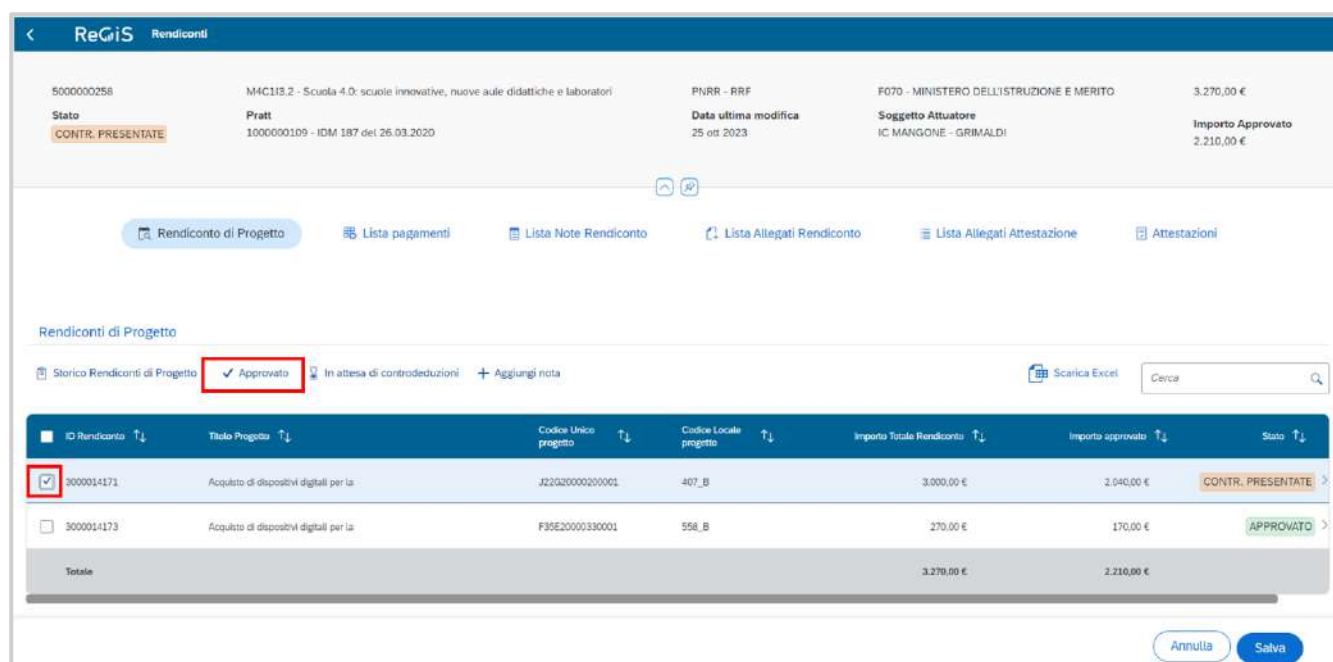 ReGiS Rendiconti
5000000258 M4C1I3.2 - Scuola 4.0: scuole innovative, nuove aule didattiche e laboratori PNRR - RRF F070 - MINISTERO DELL'ISTRUZIONE E MERITO 3.270,00 €
Stato Pratt Data ultima modifica Soggetto Attuatore Importo Approvato
CONTR. PRESENTATE 1000000109 - IDM 187 del 26.03.2020 25 ott 2023 IC MANGONE - GRIMALDI 2.210,00 €
Rendiconto di Progetto Lista pagamenti Lista Note Rendiconto Lista Allegati Rendiconto Lista Allegati Attestazione Attestazioni
Rendiconti di Progetto
Storico Rendiconti di Progetto Approvato In attesa di controdeduzioni Aggiungi nota Scarica Excel Cerca
ID Rendiconto Titolo Progetto Codice Unico progetto Codice Locale progetto Importo Totale Rendiconto Importo approvato Stato
3000014171 Acquisto di dispositivi digitali per la J22G20000200001 407_B 3.000,00 € 2.040,00 € CONTR. PRESENTATE
3000014173 Acquisto di dispositivi digitali per la F35E20000330001 558_B 270,00 € 170,00 € APPROVATO
Totale 3.270,00 € 2.210,00 €
Annulla Salva